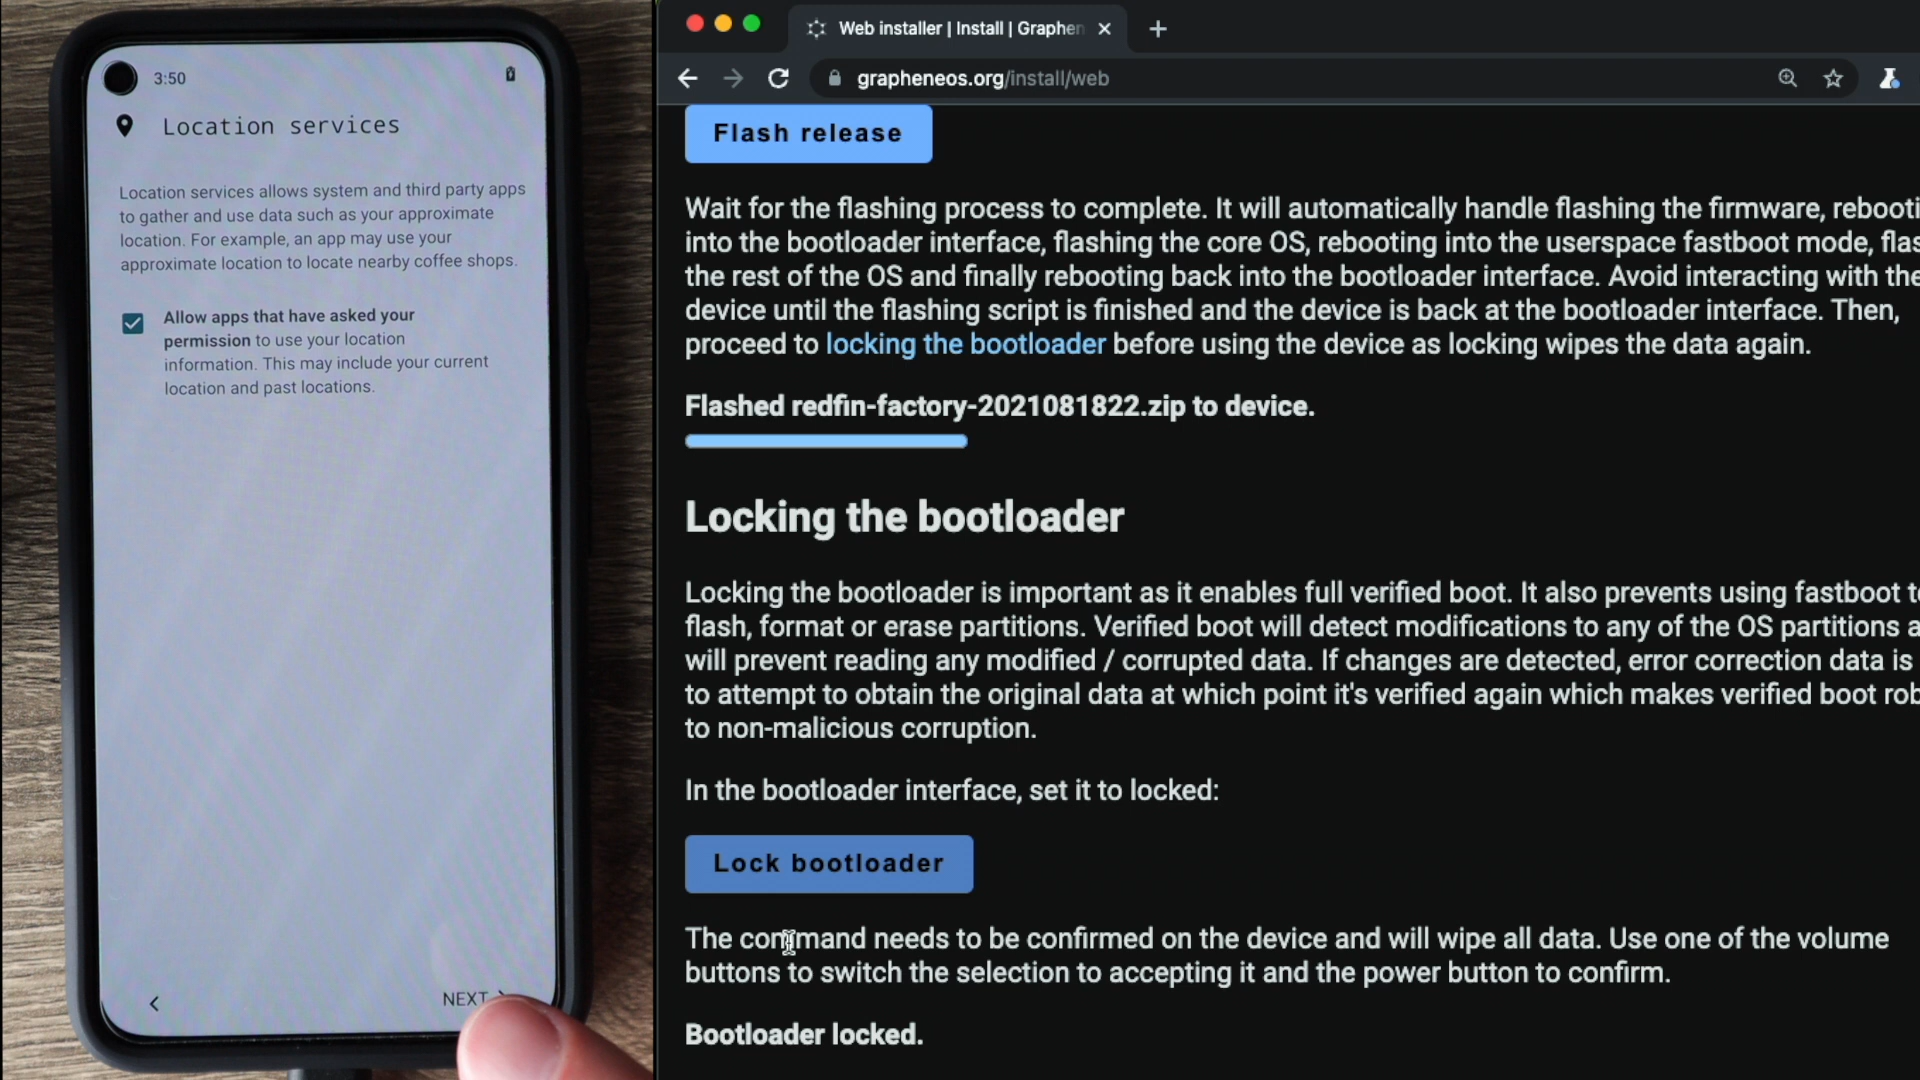 3:50
Location services
Location services allows system and third party apps
to gather and use data such as your approximate
location. For example, an app may use your
approximate location to locate nearby coffee shops.
Allow apps that have asked your
permission to use your location
information. This may include your current
location and past locations.
NEXT
Web installer | Install | Graphen
grapheneos.org/install/web
Flash release
Wait for the flashing process to complete. It will automatically handle flashing the firmware, rebooti
into the bootloader interface, flashing the core OS, rebooting into the userspace fastboot mode, flas
the rest of the OS and finally rebooting back into the bootloader interface. Avoid interacting with the
device until the flashing script is finished and the device is back at the bootloader interface. Then,
proceed to locking the bootloader before using the device as locking wipes the data again.
Flashed redfin-factory-2021081822.zip to device.
Locking the bootloader
Locking the bootloader is important as it enables full verified boot. It also prevents using fastboot to
flash, format or erase partitions. Verified boot will detect modifications to any of the OS partitions a
will prevent reading any modified / corrupted data. If changes are detected, error correction data is
to attempt to obtain the original data at which point it's verified again which makes verified boot rob
to non-malicious corruption.
In the bootloader interface, set it to locked:
Lock bootloader
The command needs to be confirmed on the device and will wipe all data. Use one of the volume
buttons to switch the selection to accepting it and the power button to confirm.
Bootloader locked.